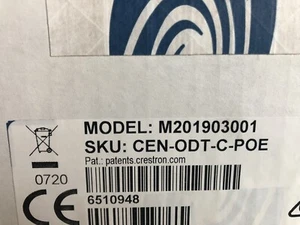 MODEL: M201903001
SKU: CEN-ODT-C-POE
Pat.: patents.crestron.com
0720
6510948
CE